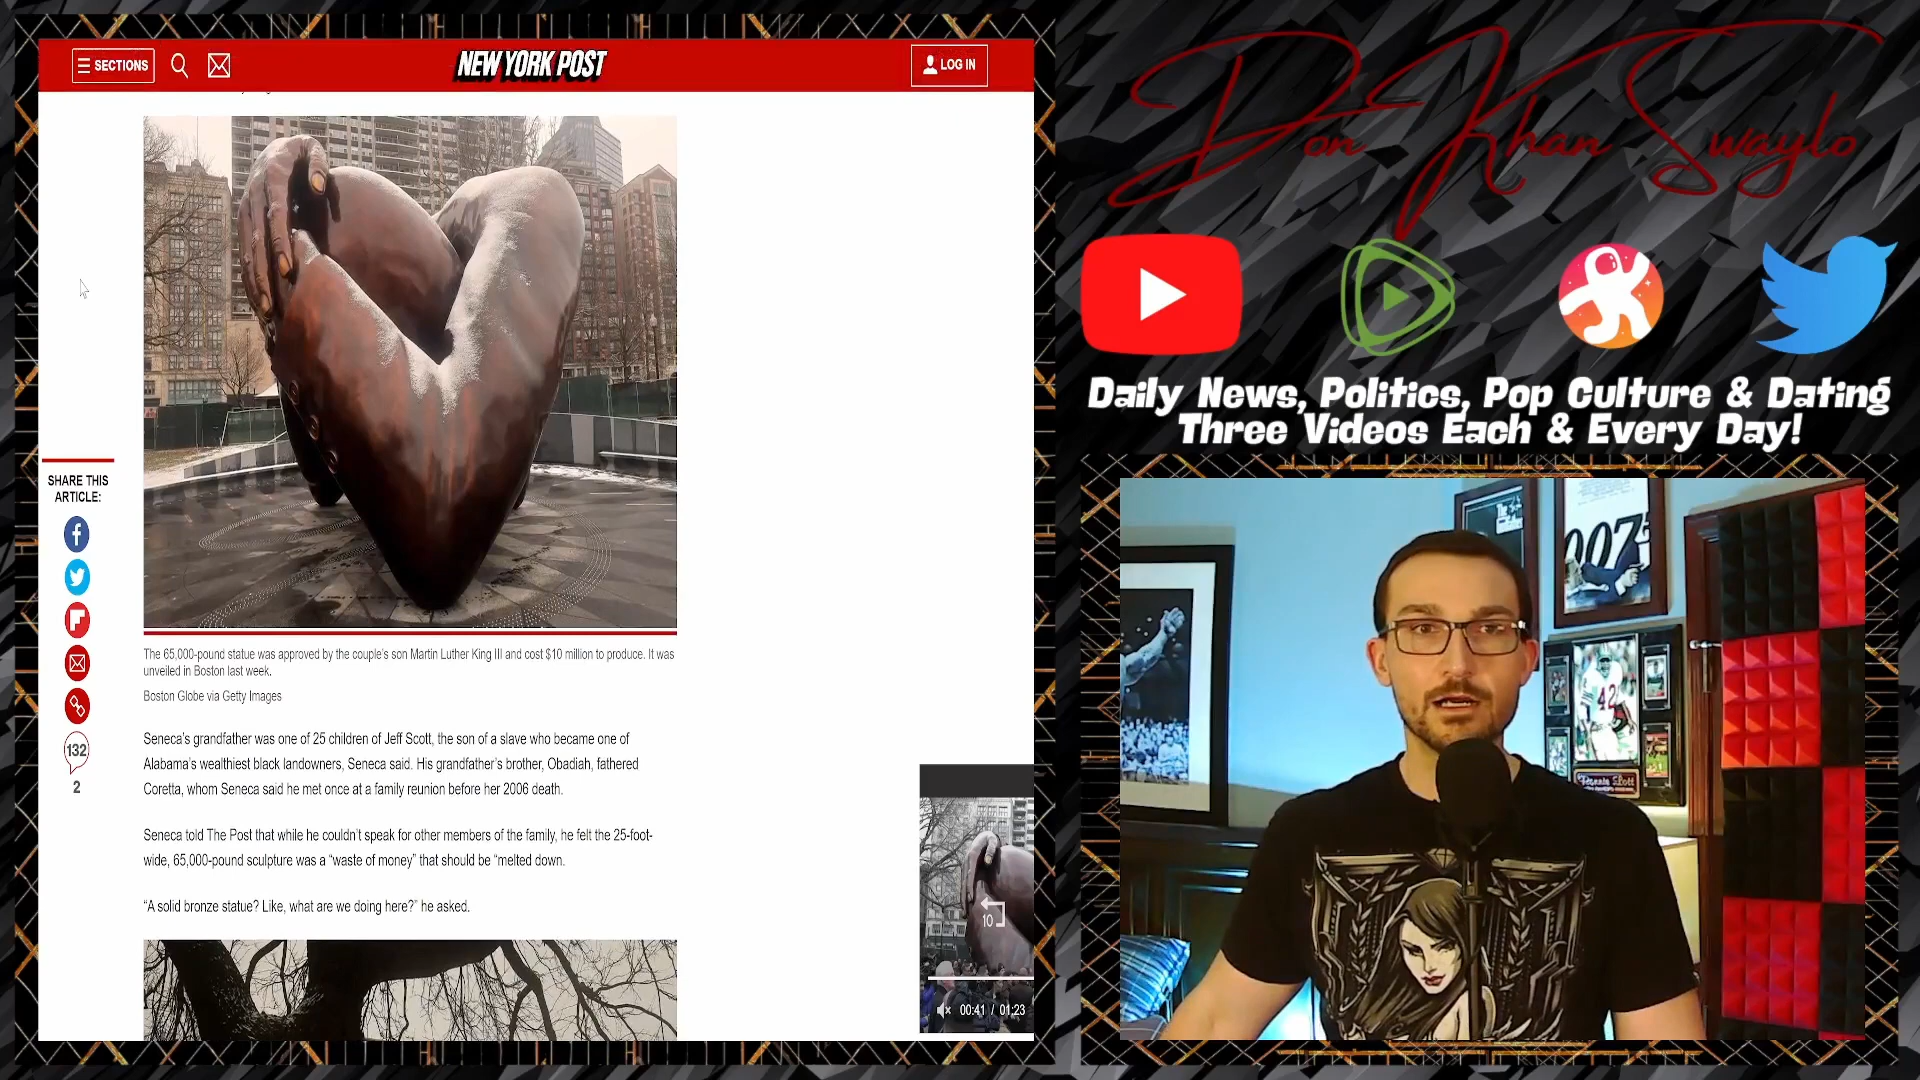 SECTIONS
NEW YORK POST
LOG IN
SHARE THIS
ARTICLE:
132
2
The 65,000-pound statue was approved by the couple's son Martin Luther King III and cost $10 million to produce. It was
unveiled in Boston last week.
Boston Globe via Getty Images
Seneca's grandfather was one of 25 children of Jeff Scott, the son of a slave who became one of
Alabama's wealthiest black landowners, Seneca said. His grandfather's brother, Obadiah, fathered
Coretta, whom Seneca said he met once at a family reunion before her 2006 death.
Seneca told The Post that while he couldn't speak for other members of the family, he felt the 25-foot-
wide, 65,000-pound sculpture was a “waste of money” that should be “melted down.
“A solid bronze statue? Like, what are we doing here?” he asked.
10
00:41 / 01:23
Don Khan Swaylo
Daily News, Politics, Pop Culture & Dating
Three Videos Each & Every Day!
007
42